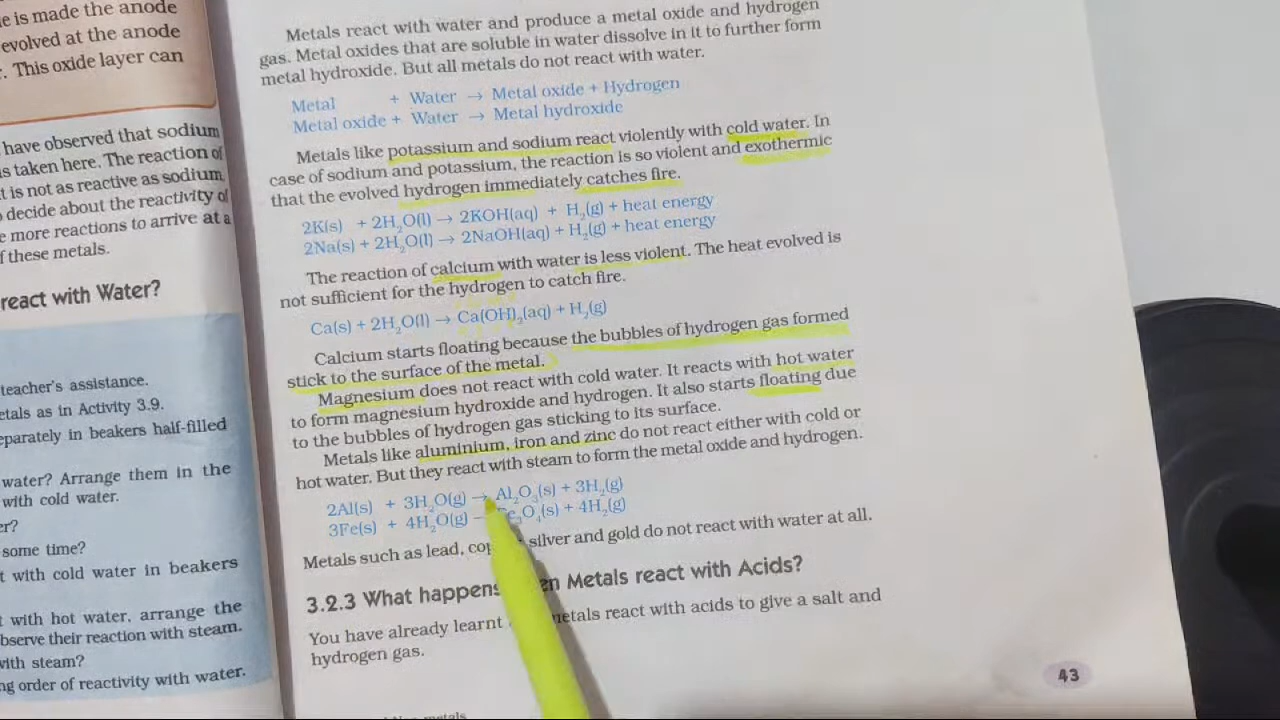 e is made the anode
evolved at the anode
. This oxide layer can
have observed that sodium
s taken here. The reaction of
t is not as reactive as sodium
decide about the reactivity of
e more reactions to arrive at a
f these metals.
react with Water?
teacher's assistance.
etals as in Activity 3.9.
eparately in beakers half-filled
water? Arrange them in the
with cold water.
er?
some time?
t with cold water in beakers
t with hot water, arrange the
bserve their reaction with steam.
with steam?
ng order of reactivity with water.
Metals react with water and produce a metal oxide and hydrogen
gas. Metal oxides that are soluble in water dissolve in it to further form
metal hydroxide. But all metals do not react with water.
Metal + Water → Metal oxide + Hydrogen
Metal oxide + Water → Metal hydroxide
Metals like potassium and sodium react violently with cold water. In
case of sodium and potassium, the reaction is so violent and exothermic
that the evolved hydrogen immediately catches fire.
2K(s) + 2H₂O(l) → 2KOH(aq) + H₂(g) + heat energy
2Na(s) + 2H₂O(l) → 2NaOH(aq) + H₂(g) + heat energy
The reaction of calcium with water is less violent. The heat evolved is
not sufficient for the hydrogen to catch fire.
Ca(s) + 2H₂O(l) → Ca(OH)₂(aq) + H₂(g)
Calcium starts floating because the bubbles of hydrogen gas formed
stick to the surface of the metal.
Magnesium does not react with cold water. It reacts with hot water
to form magnesium hydroxide and hydrogen. It also starts floating due
to the bubbles of hydrogen gas sticking to its surface.
Metals like aluminium, iron and zinc do not react either with cold or
hot water. But they react with steam to form the metal oxide and hydrogen.
2Al(s) + 3H₂O(g) → Al₂O₃(s) + 3H₂(g)
3Fe(s) + 4H₂O(g) e₃O₄(s) + 4H₂(g)
Metals such as lead, cop silver and gold do not react with water at all.
3.2.3 What happens en Metals react with Acids?
You have already learnt metals react with acids to give a salt and
hydrogen gas.
43
metals